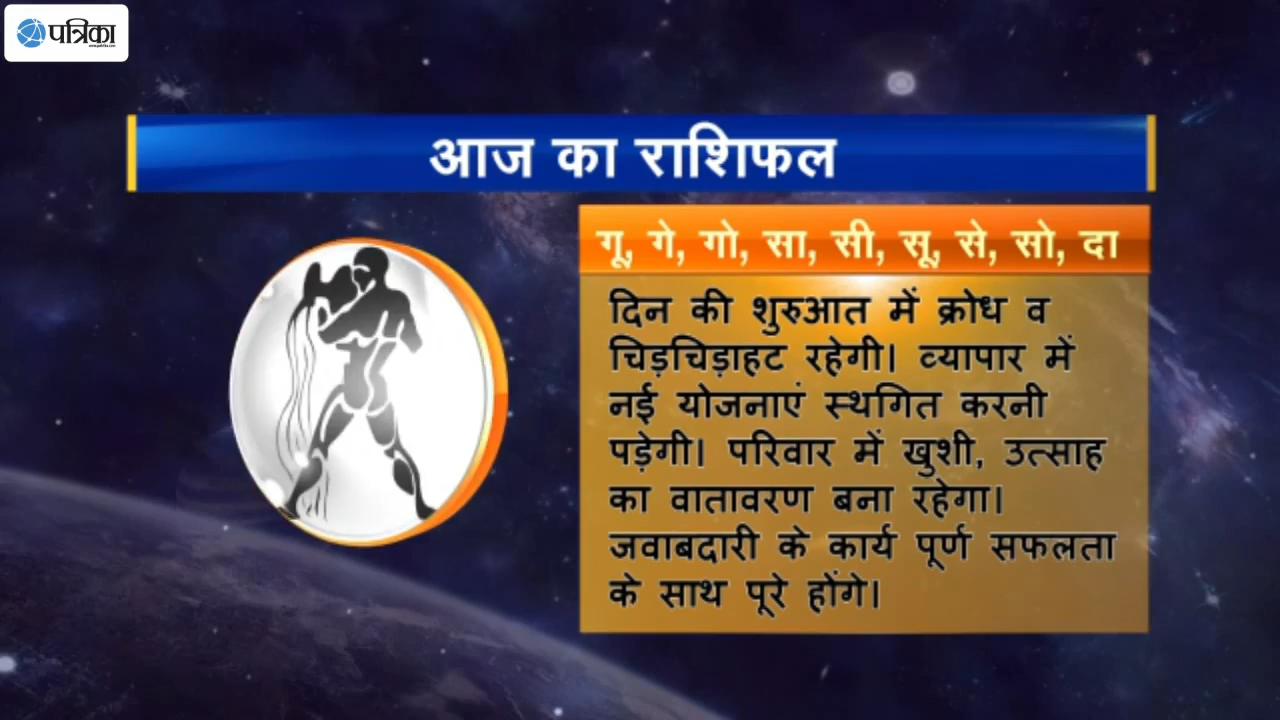 पत्रिका
आज का राशिफल
गू, गे, गो, सा, सी, सू, से, सो, दा
दिन की शुरुआत में क्रोध व
चिड़चिड़ाहट रहेगी। व्यापार में
नई योजनाएं स्थगित करनी
पड़ेगी। परिवार में खुशी, उत्साह
का वातावरण बना रहेगा।
जवाबदारी के कार्य पूर्ण सफलता
के साथ पूरे होंगे।